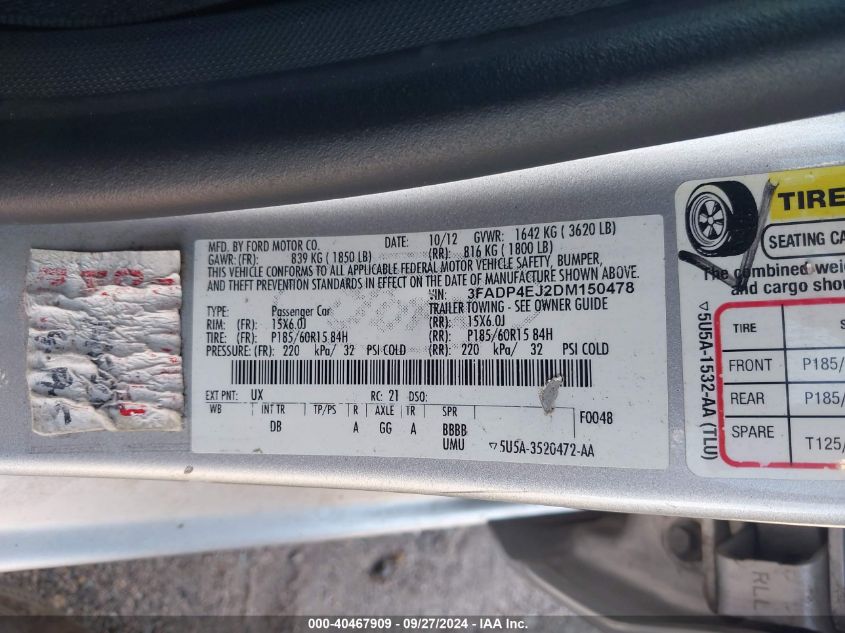 MFD. BY FORD MOTOR CO.
DATE: 10/12 GVWR: 1642 KG ( 3620 LB)
GAWR: (FR): 839 KG ( 1850 LB) (RR): 816 KG ( 1800 LB)
THIS VEHICLE CONFORMS TO ALL APPLICABLE FEDERAL MOTOR VEHICLE SAFETY, BUMPER,
AND THEFT PREVENTION STANDARDS IN EFFECT ON THE DATE OF MANUFACTURE SHOWN ABOVE.
VIN: 3FADP4EJ2DM150478
TYPE: Passenger Car TRAILER TOWING - SEE OWNER GUIDE
RIM: (FR): 15X6.0J (RR): 15X6.0J
TIRE: (FR): P185/60R15 84H (RR): P185/60R15 84H
PRESSURE: (FR): 220 kPa/ 32 PSI COLD (RR): 220 kPa/ 32 PSI COLD
EXT PNT: UX RC: 21 DSO:
WB INT TR TP/PS R AXLE TR SPR F0048
DB A GG A BBBB
UMU ▽5U5A-3520472-AA
TIRE
SEATING
The combined
and cargo
▽5U5A-1532-AA (TLU)
TIRE
FRONT P185/
REAR P185/
SPARE T125/
RLL
000-40467909 - 09/27/2024 - IAA Inc.